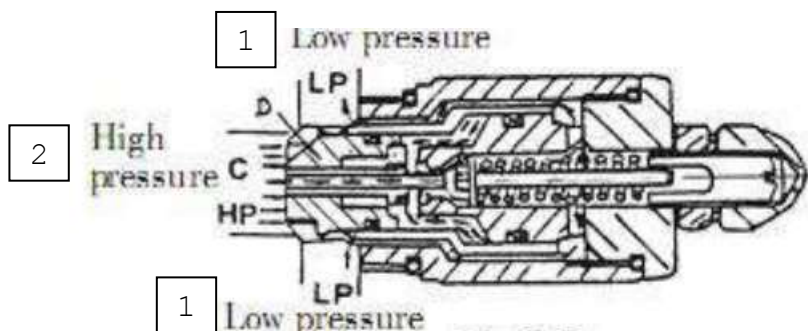 1 Low pressure
LP
D
2 High
pressure C
HP
LP
1 Low pressure